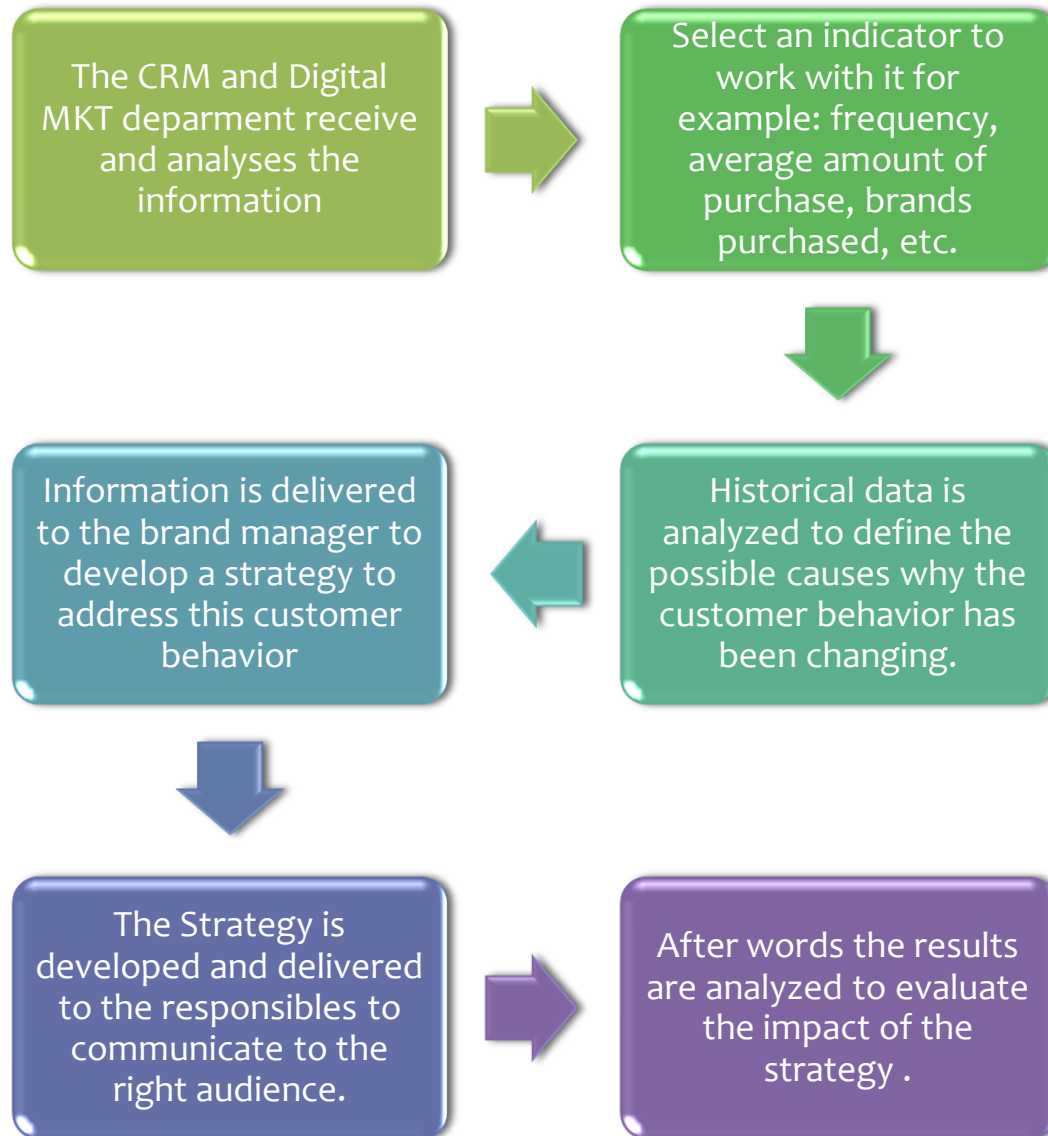 The CRM and Digital
MKT deparment receive
and analyses the
information
Select an indicator to
work with it for
example: frequency,
average amount of
purchase, brands
purchased, etc.
Historical data is
analyzed to define the
possible causes why the
customer behavior has
been changing.
Information is delivered
to the brand manager to
develop a strategy to
address this customer
behavior
The Strategy is
developed and delivered
to the responsibles to
communicate to the
right audience.
After words the results
are analyzed to evaluate
the impact of the
strategy .